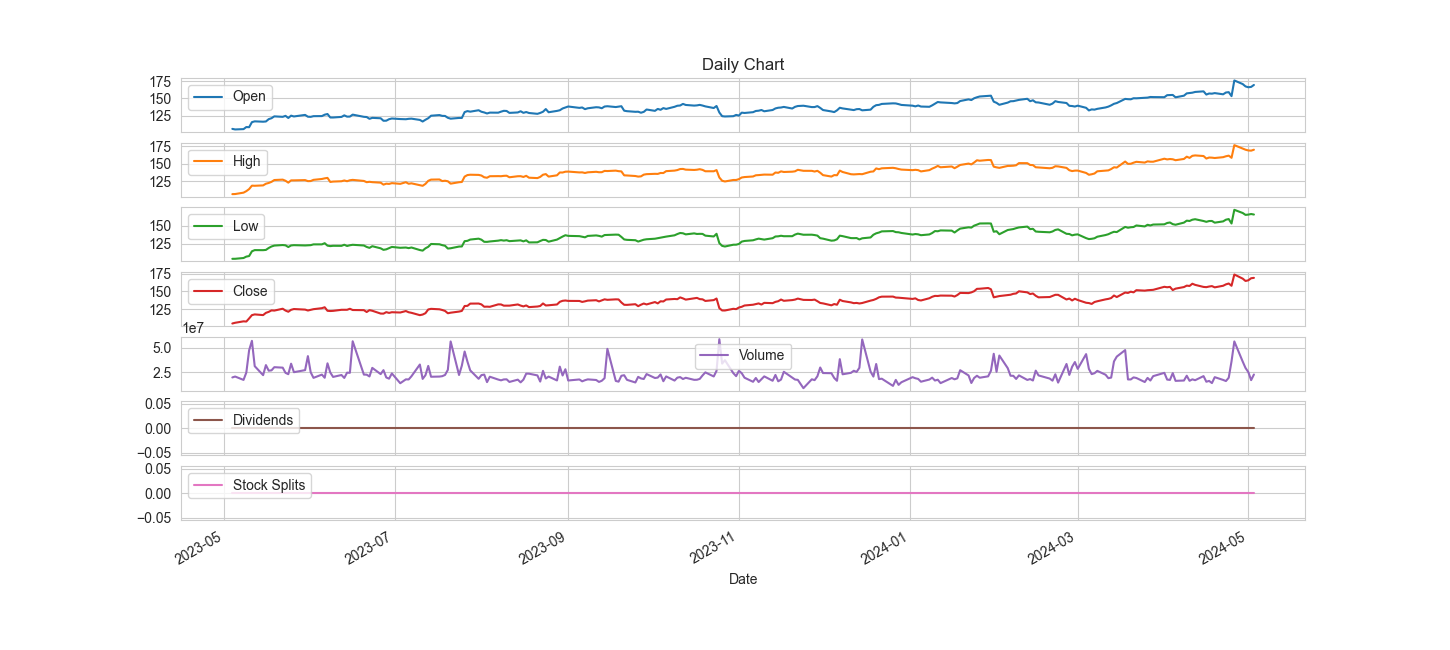 Daily Chart
175
150
125
Open
175
150
125
High
150
125
Low
175
150
125
Close
1e7
5.0
2.5
Volume
0.05
0.00
−0.05
Dividends
0.05
0.00
−0.05
Stock Splits
2023-05
2023-07
2023-09
2023-11
2024-01
2024-03
2024-05
Date